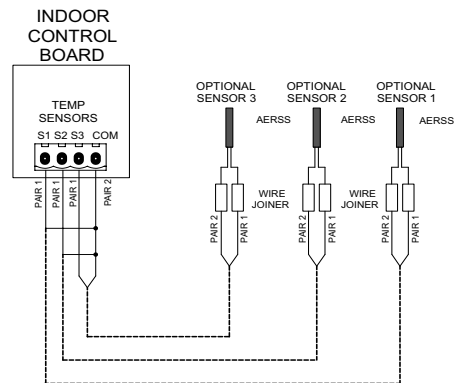 INDOOR
CONTROL
BOARD
TEMP
SENSORS
S1 S2 S3 COM
PAIR 1
PAIR 1
PAIR 1
PAIR 2
OPTIONAL
SENSOR 3
AERSS
OPTIONAL
SENSOR 2
AERSS
OPTIONAL
SENSOR 1
AERSS
WIRE
JOINER
WIRE
JOINER
PAIR 2
PAIR 1
PAIR 2
PAIR 1
PAIR 2
PAIR 1